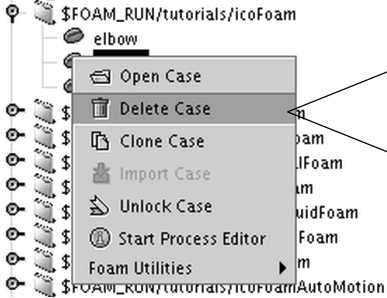 $FOAM_RUN/tutorials/icoFoam
elbow
Open Case
Delete Case
Clone Case
Import Case
Unlock Case
Start Process Editor
Foam Utilities
$FOAM_RUN/tutorials/icoFoamAutoMotion